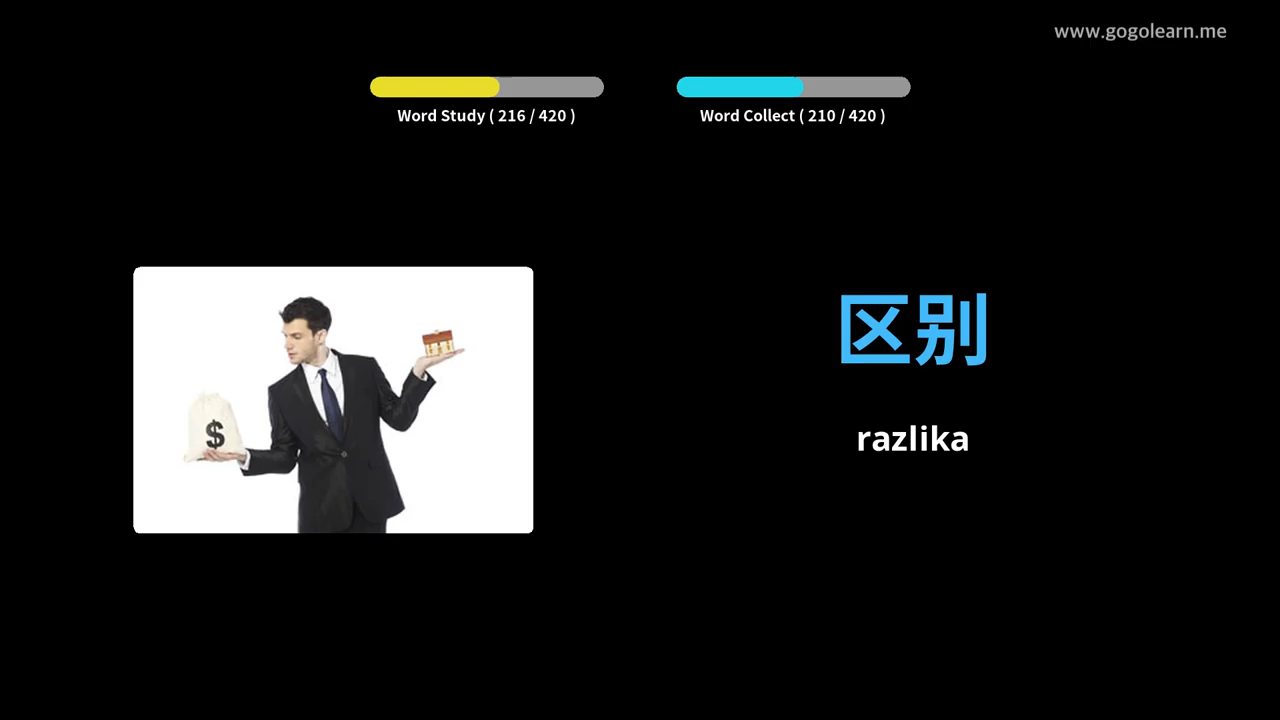 www.gogolearn.me
Word Study ( 216 / 420 )
Word Collect ( 210 / 420 )
$
区别
razlika